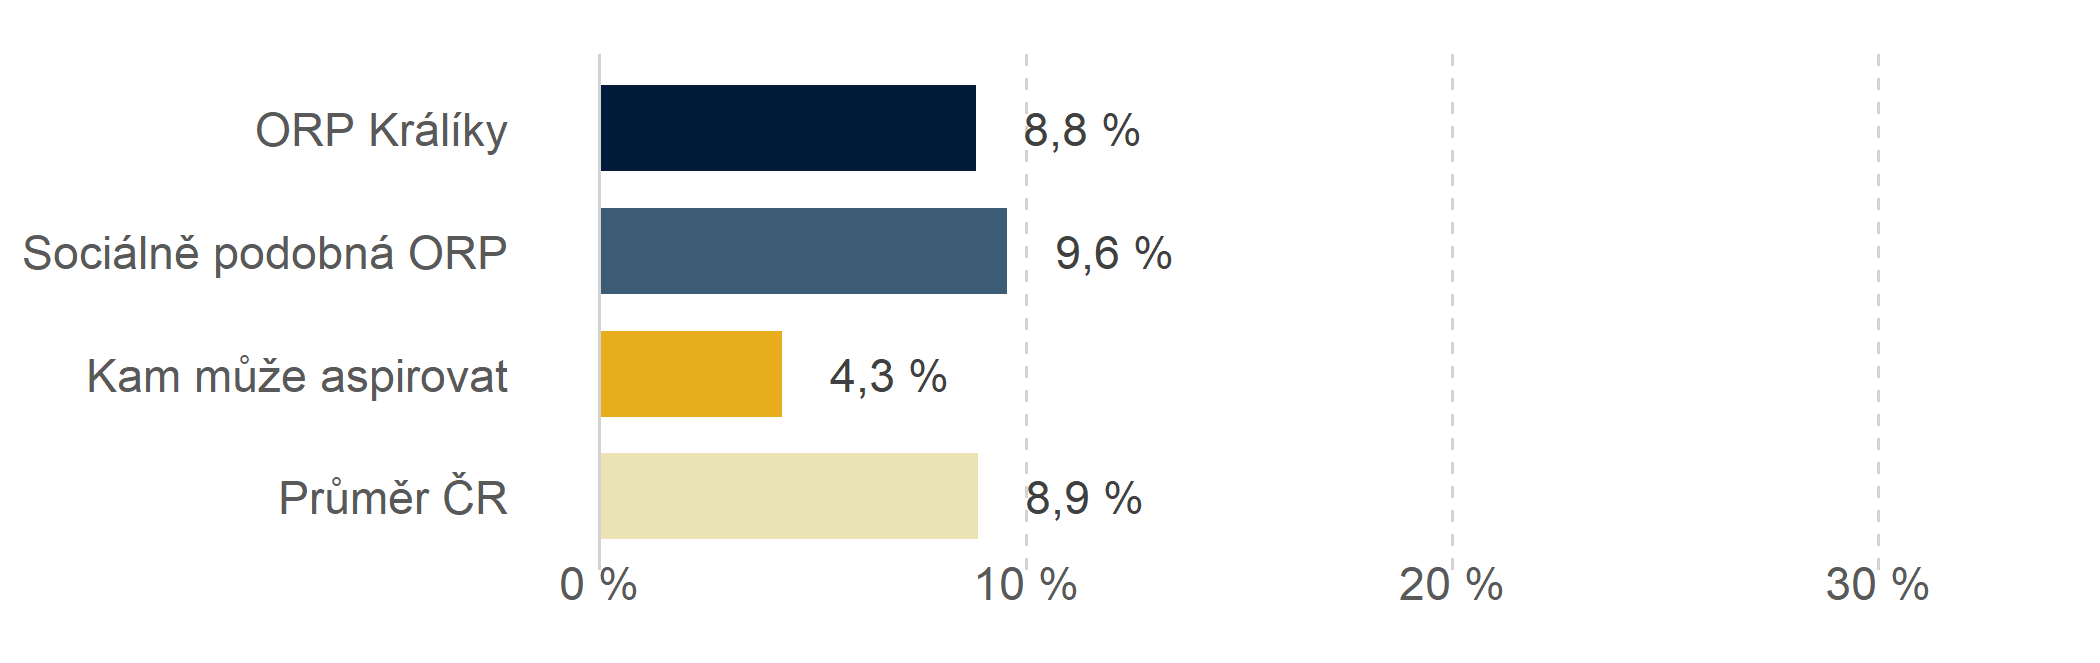 ORP Králíky 8,8 %
Sociálně podobná ORP 9,6 %
Kam může aspirovat 4,3 %
Průměr ČR 8,9 %
0 % 10 % 20 % 30 %